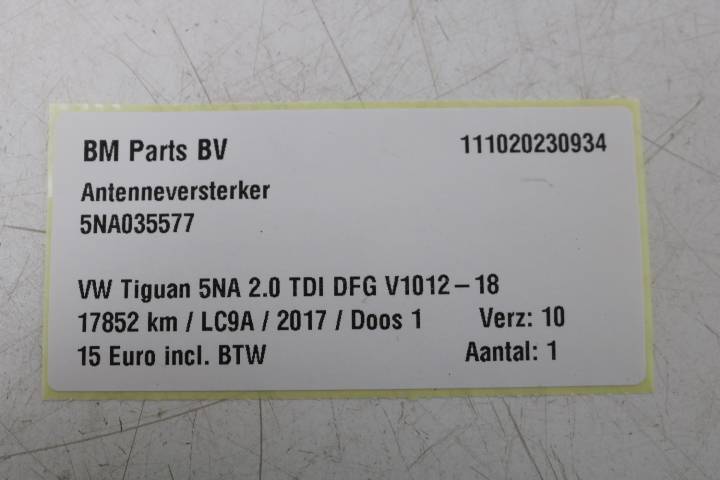 BM Parts BV 111020230934
Antenneversterker
5NA035577
VW Tiguan 5NA 2.0 TDI DFG V1012-18
17852 km / LC9A / 2017 / Doos 1 Verz: 10
15 Euro incl. BTW Aantal: 1